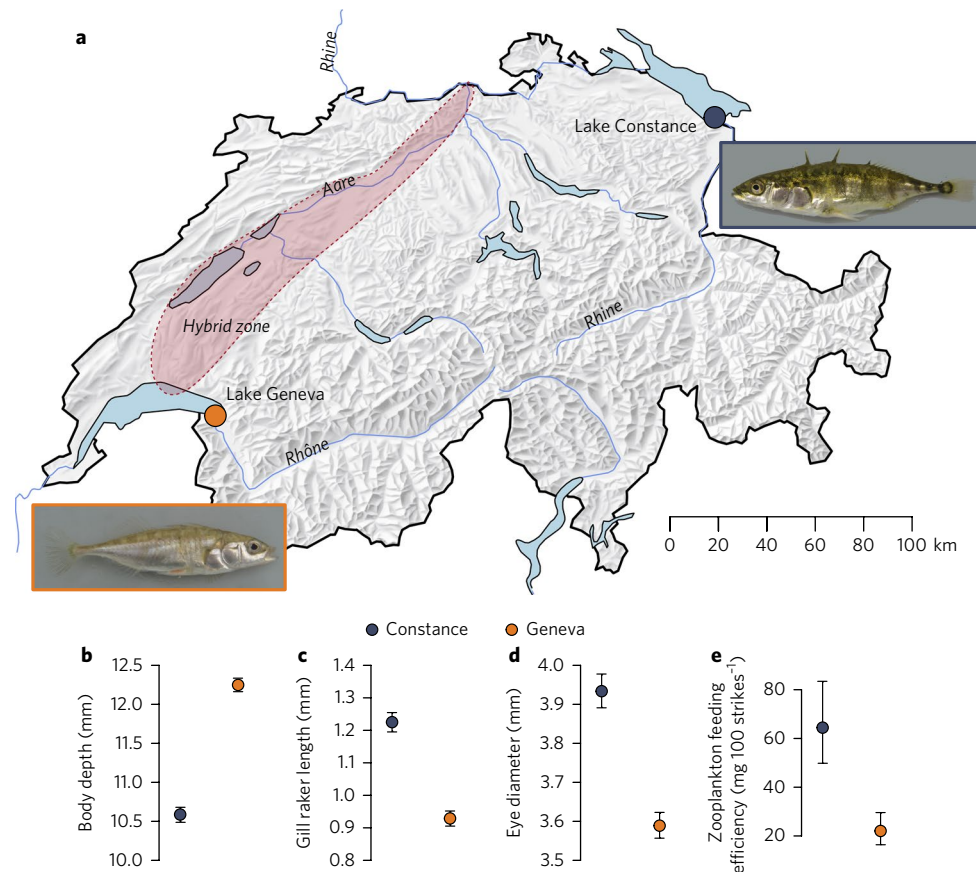 a
Rhine
Lake Constance
Aare
Hybrid zone
Rhine
Lake Geneva
Rhône
0 20 40 60 80 100 km
Constance Geneva
b
Body depth (mm)
12.5
12.0
11.5
11.0
10.5
10.0
c
Gill raker length (mm)
1.4
1.3
1.2
1.1
1.0
0.9
0.8
d
Eye diameter (mm)
4.0
3.9
3.8
3.7
3.6
3.5
e
Zooplankton feeding
efficiency (mg 100 strikes⁻¹)
80
60
40
20